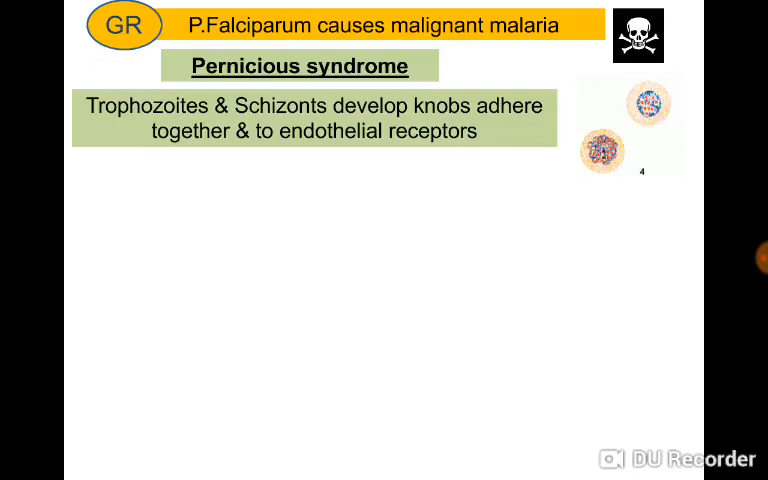 GR
P.Falciparum causes malignant malaria
Pernicious syndrome
Trophozoites & Schizonts develop knobs adhere
together & to endothelial receptors
4
DU Recorder